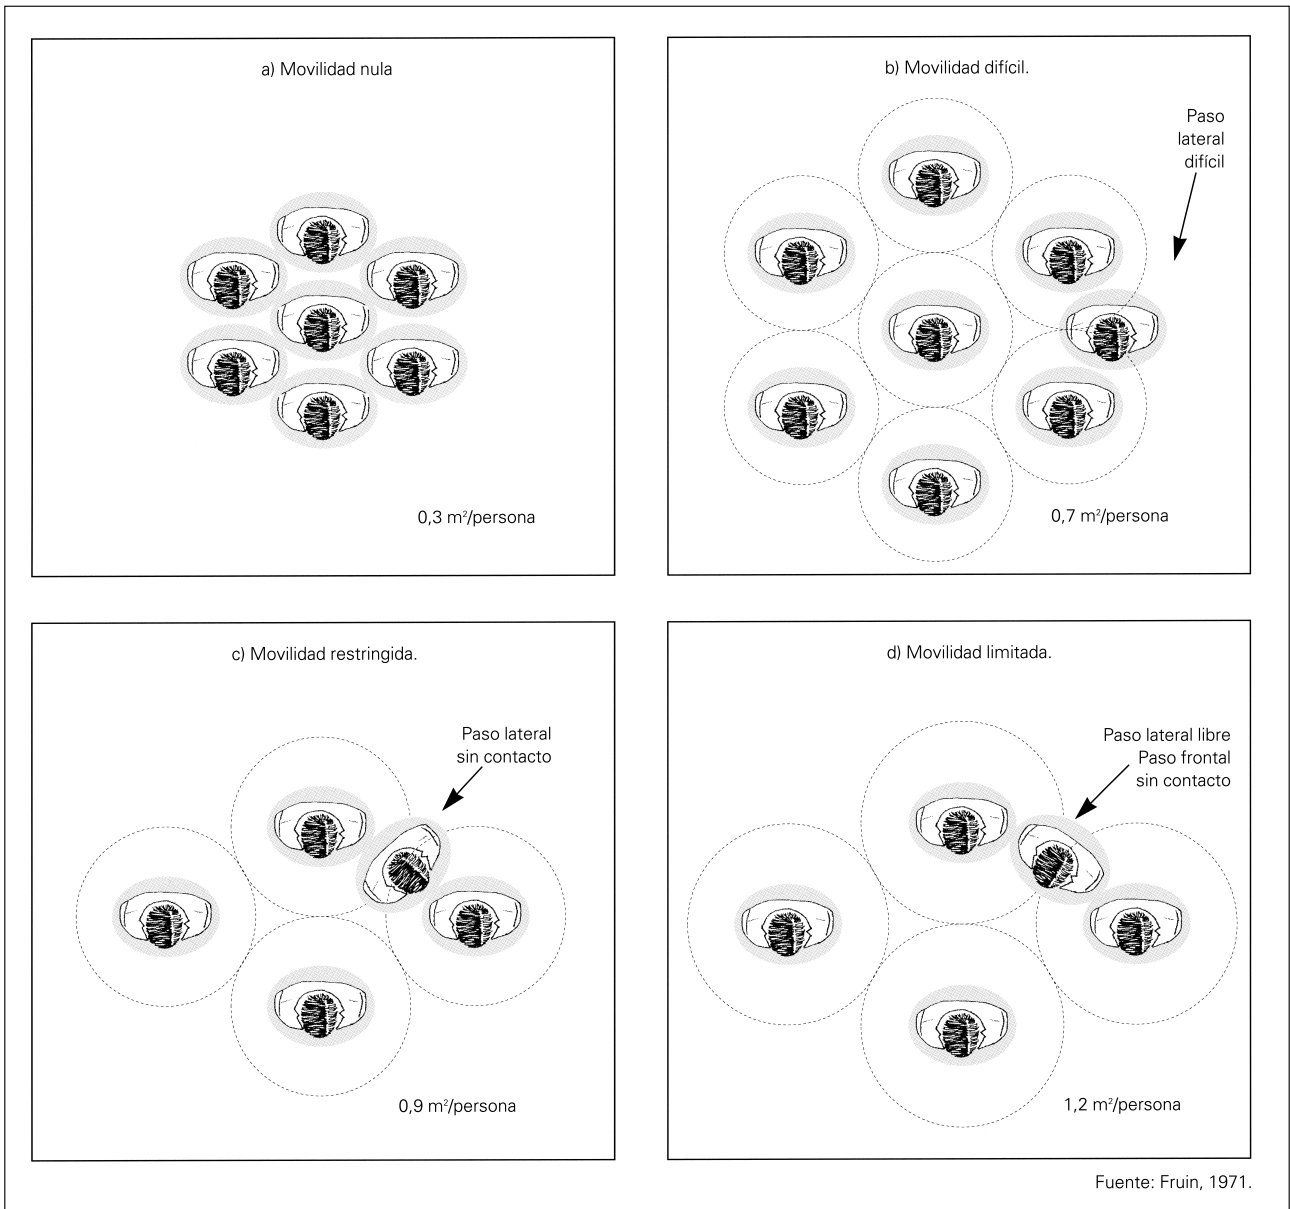 a) Movilidad nula
0,3 m²/persona
b) Movilidad difícil.
Paso
lateral
difícil
0,7 m²/persona
c) Movilidad restringida.
Paso lateral
sin contacto
0,9 m²/persona
d) Movilidad limitada.
Paso lateral libre
Paso frontal
sin contacto
1,2 m²/persona
Fuente: Fruin, 1971.